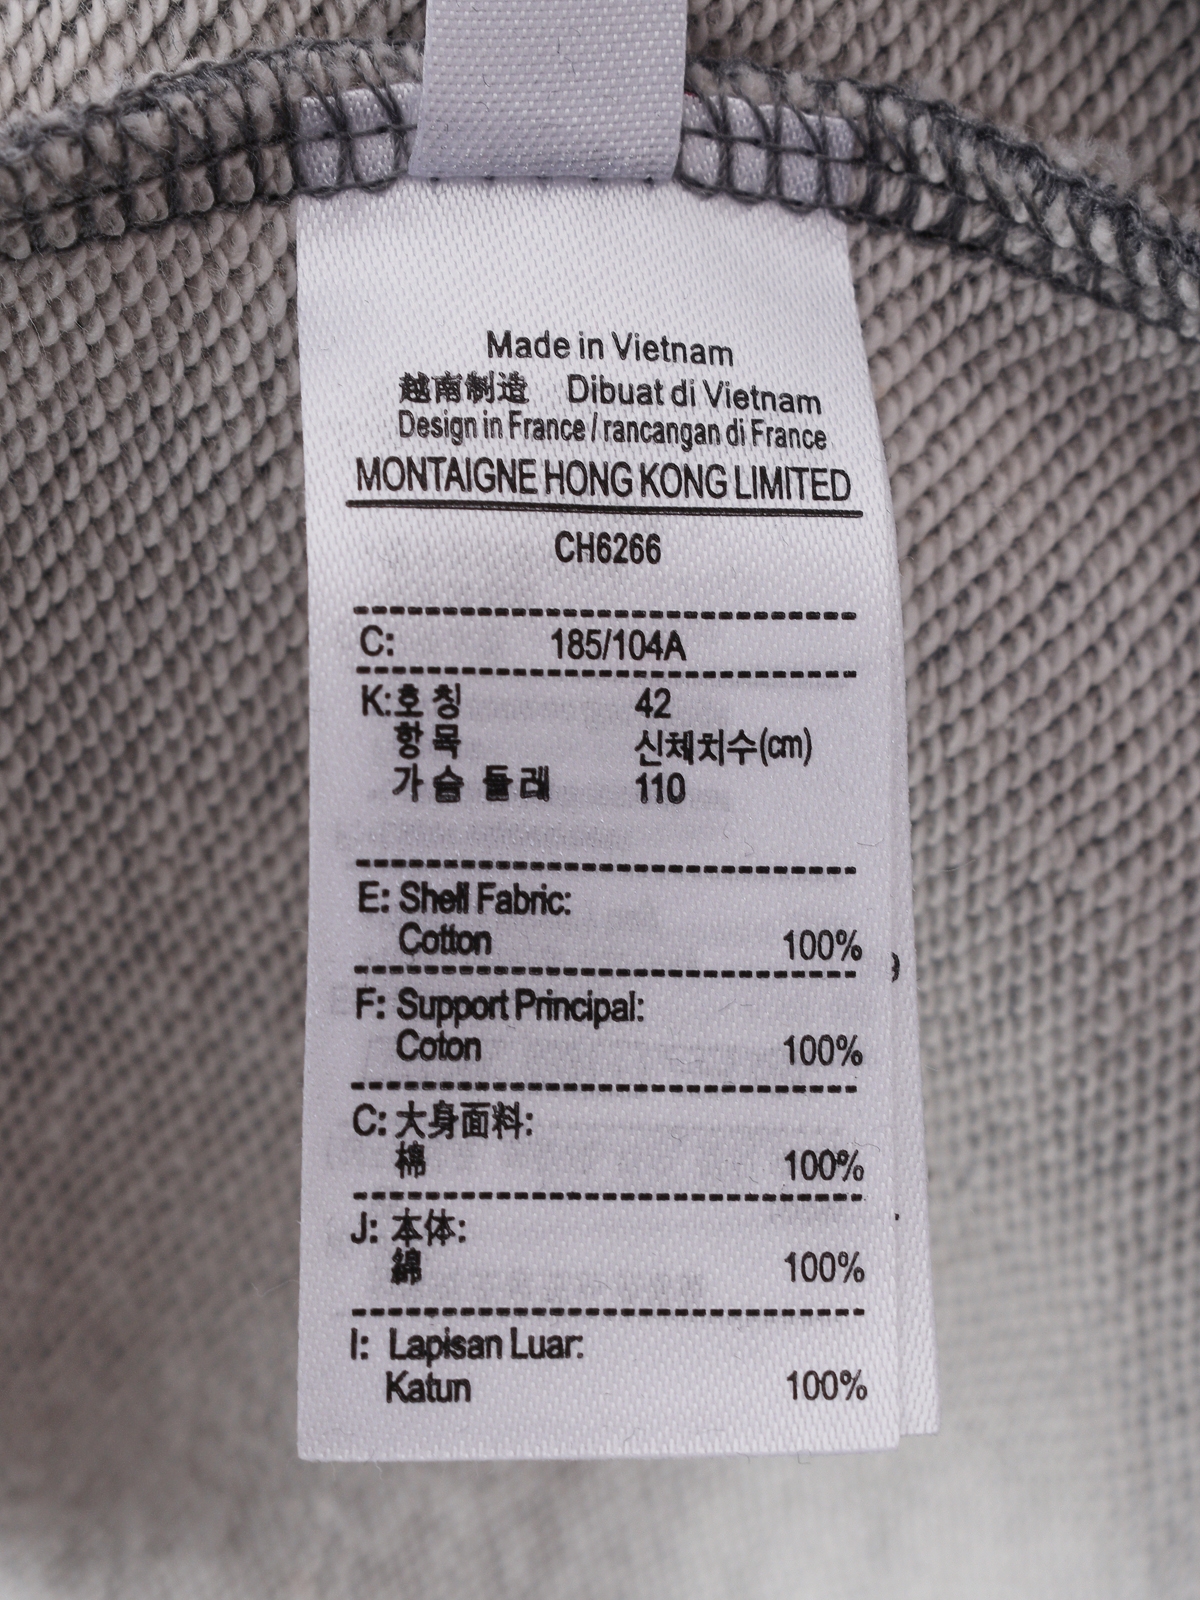 Made in Vietnam
越南制造 Dibuat di Vietnam
Design in France / rancangan di France
MONTAIGNE HONG KONG LIMITED
CH6266
C: 185/104A
K:호 칭 42
항 목 신체치수(cm)
가 슴 둘 레 110
E: Shell Fabric:
Cotton 100%
F: Support Principal:
Coton 100%
C: 大身面料:
棉 100%
J: 本体:
綿 100%
I: Lapisan Luar:
Katun 100%